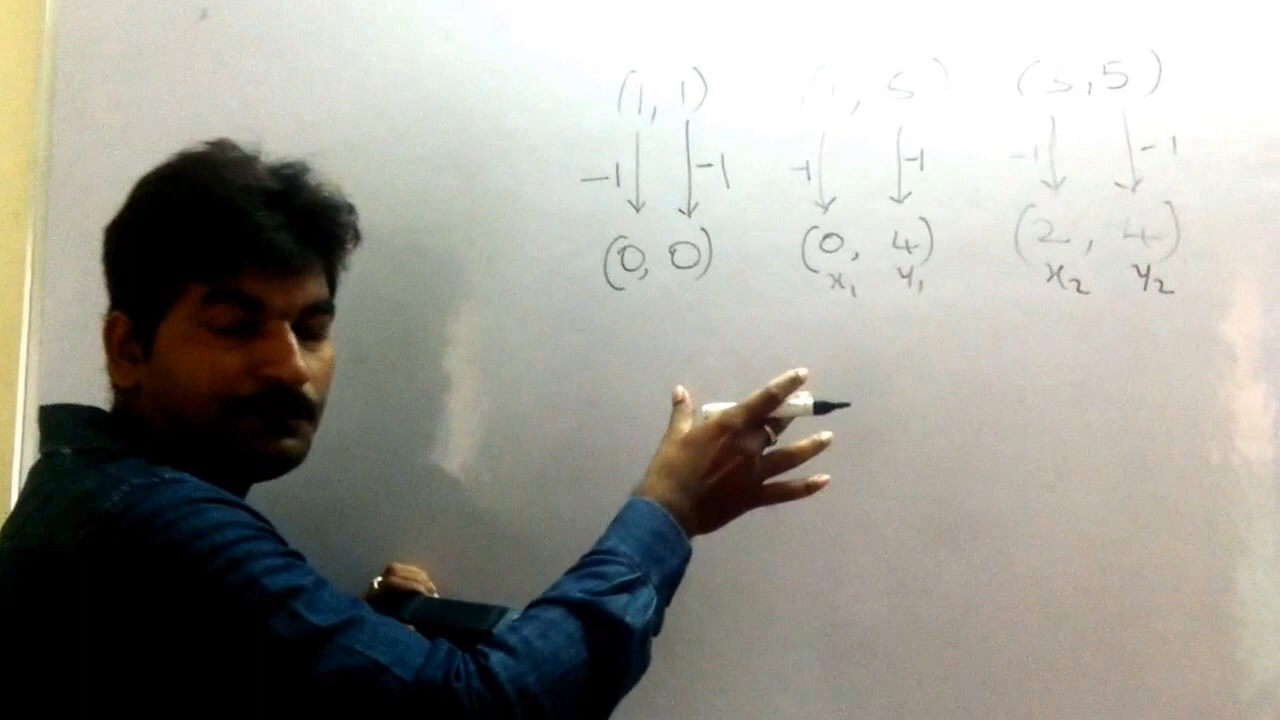 (1, 1) (1, 5) (3, 5)
-1 -1 -1 -1 -1 -1
(0, 0) (0, 4) (2, 4)
x₁ y₁ x₂ y₂